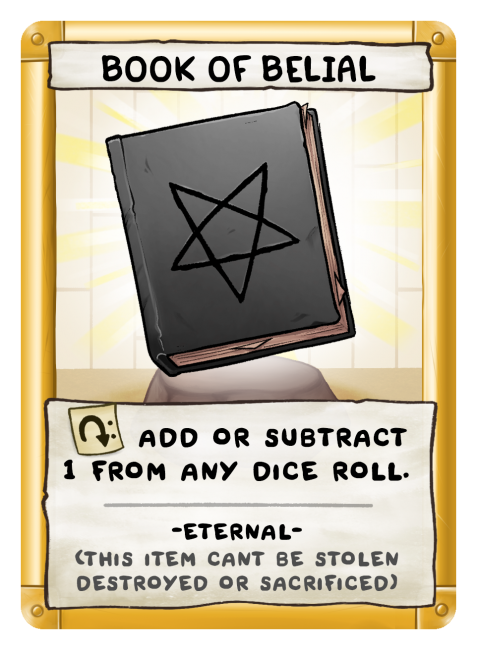 BOOK OF BELIAL
ADD OR SUBTRACT
1 FROM ANY DICE ROLL.
-ETERNAL-
(THIS ITEM CANT BE STOLEN
DESTROYED OR SACRIFICED)